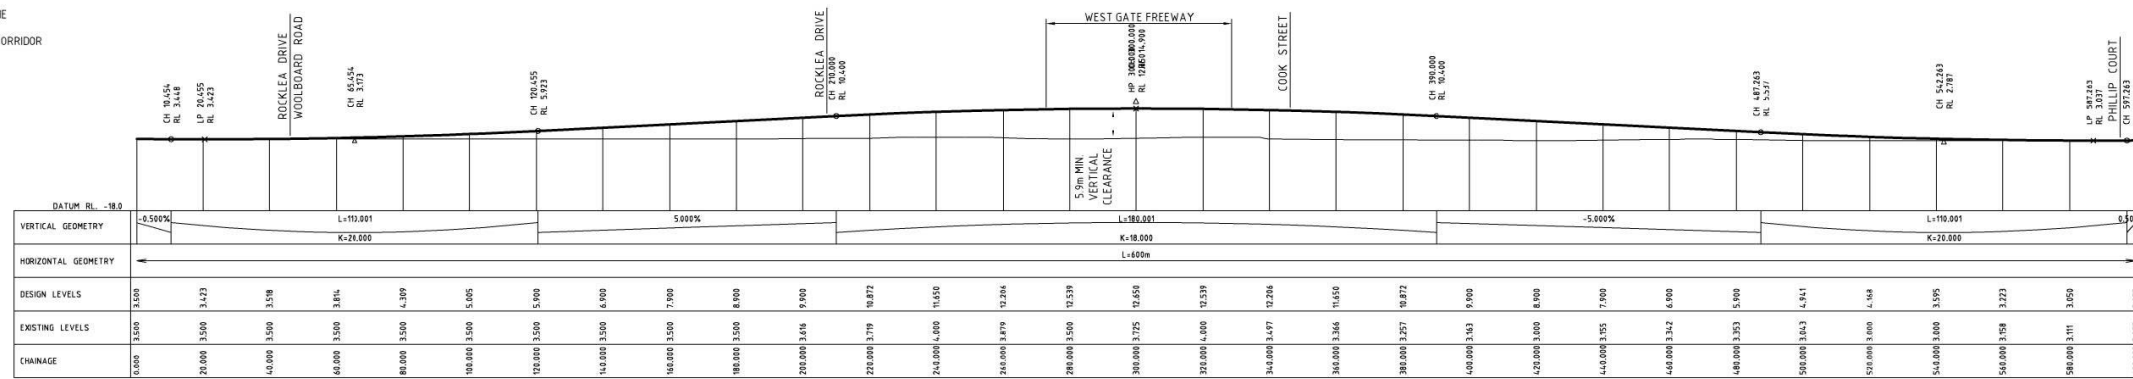 ORRIDOR
CH 10.454
RL 3.448
LP 20.455
RL 3.423
ROCKLEA DRIVE
WOOLBOARD ROAD
CH 65.454
RL 3.173
CH 120.455
RL 5.923
ROCKLEA DRIVE
CH 210.000
RL 10.400
WEST GATE FREEWAY
5.9m MIN.
VERTICAL
CLEARANCE
COOK STREET
CH 390.000
RL 10.400
CH 487.263
RL 5.537
CH 542.263
RL 2.787
LP 587.263
RL 3.037
PHILLIP COURT
CH 597.263
DATUM RL. -18.0
VERTICAL GEOMETRY -0.500% L=110.001 5.000% L=180.001 -5.000% L=110.001
K=20.000 K=18.000 K=20.000
HORIZONTAL GEOMETRY L=600m
DESIGN LEVELS 3.500 3.423 3.518 3.814 4.309 5.005 5.900 6.900 7.900 8.900 9.900 10.872 11.650 12.206 12.539 12.650 12.539 12.206 11.650 10.872 9.900 8.900 7.900 6.900 5.900 4.941 4.168 3.595 3.223 3.050
EXISTING LEVELS 3.500 3.500 3.500 3.500 3.500 3.500 3.500 3.500 3.500 3.500 3.616 3.719 4.000 3.879 3.500 3.725 4.000 3.497 3.366 3.257 3.163 3.000 3.155 3.342 3.353 3.043 3.000 3.000 3.158 3.111
CHAINAGE 0.000 20.000 40.000 60.000 80.000 100.000 120.000 140.000 160.000 180.000 200.000 220.000 240.000 260.000 280.000 300.000 320.000 340.000 360.000 380.000 400.000 420.000 440.000 460.000 480.000 500.000 520.000 540.000 560.000 580.000